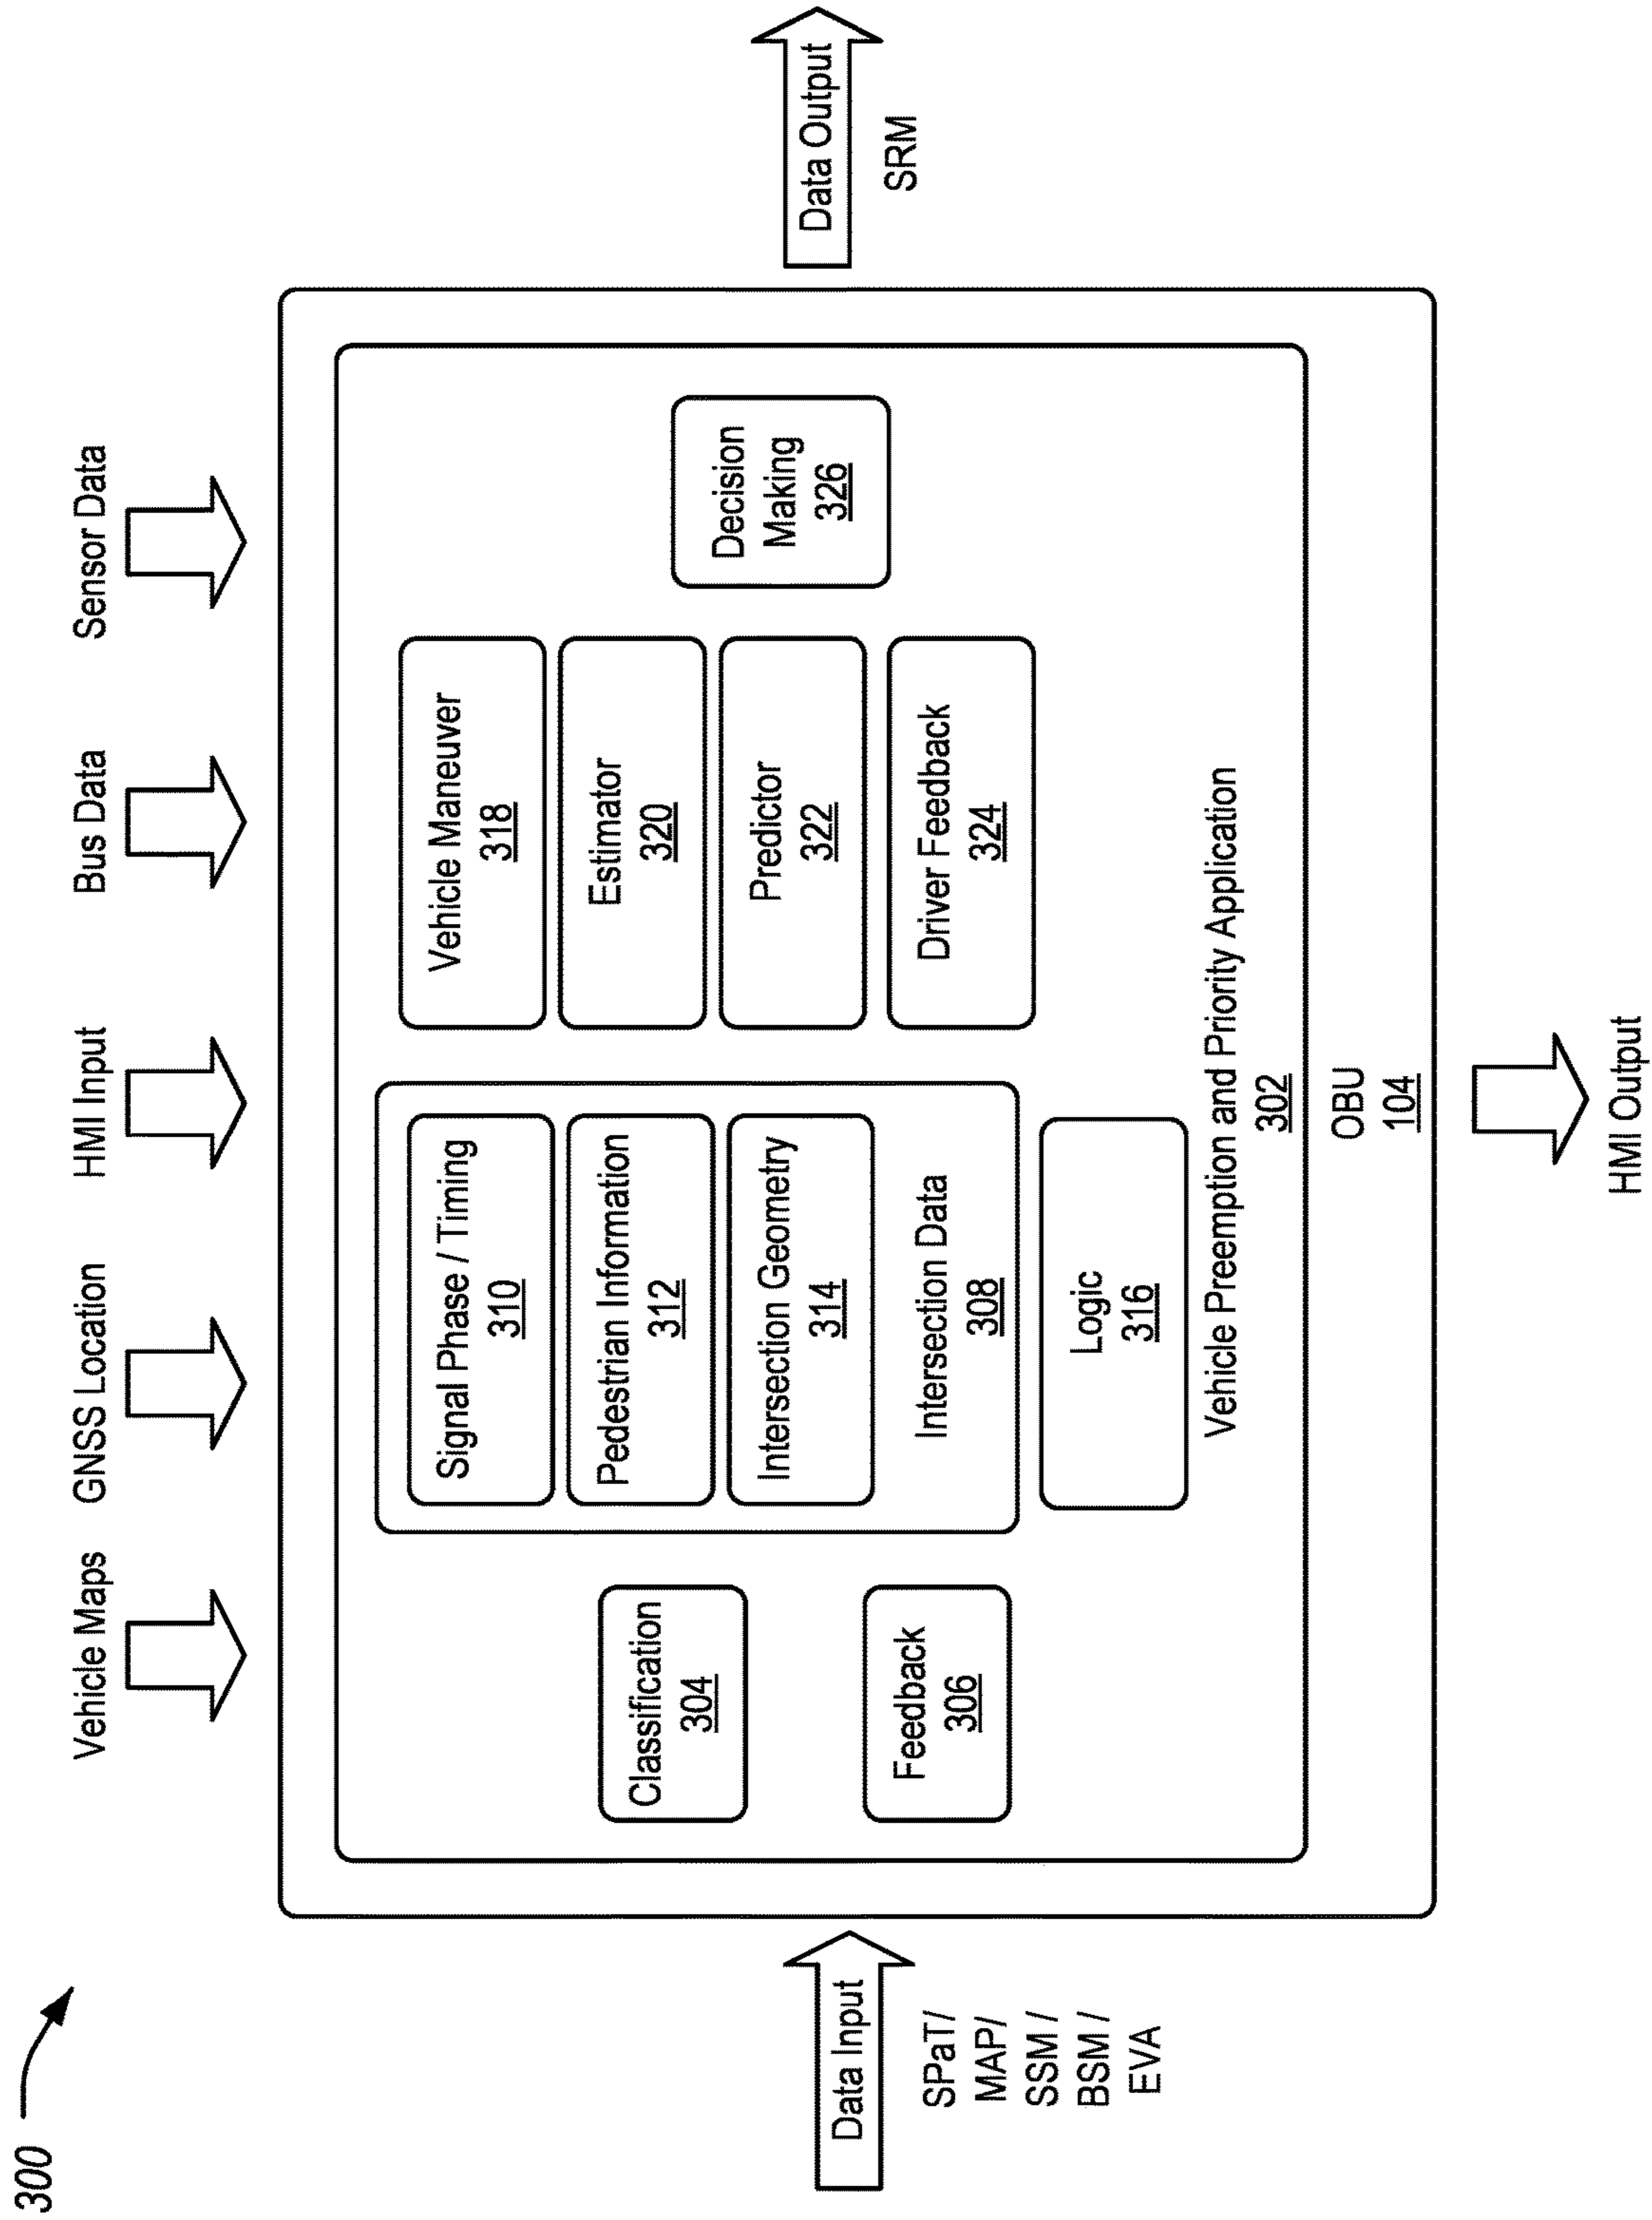 300
Vehicle Maps
GNSS Location
HMI Input
Bus Data
Sensor Data
Data Input
SPaT/
MAP/
SSM /
BSM /
EVA
Classification
304
Feedback
306
Signal Phase / Timing
310
Pedestrian Information
312
Intersection Geometry
314
Intersection Data
308
Logic
316
Vehicle Maneuver
318
Estimator
320
Predictor
322
Driver Feedback
324
Decision
Making
326
Vehicle Preemption and Priority Application
302
OBU
104
Data Output
SRM
HMI Output